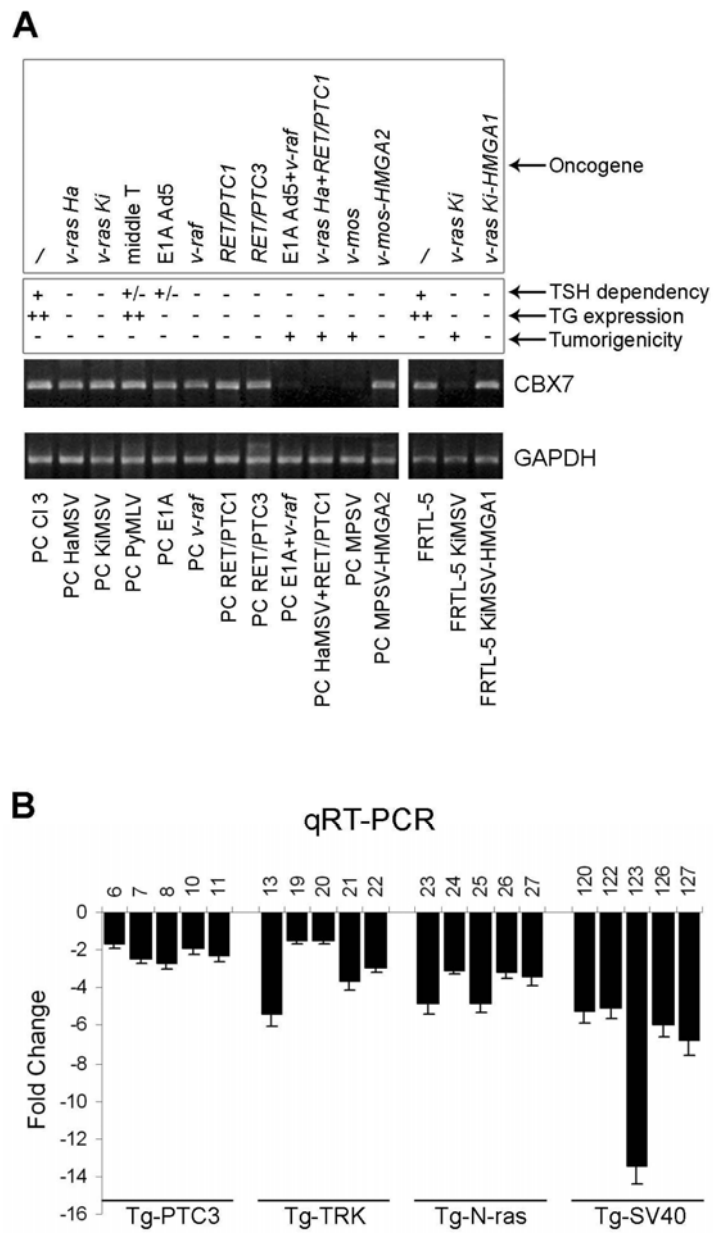 A
/
v-ras Ha
v-ras Ki
middle T
E1A Ad5
v-raf
RET/PTC1
RET/PTC3
E1A Ad5+v-raf
v-ras Ha+RET/PTC1
v-mos
v-mos-HMGA2
/
v-ras Ki
v-ras Ki-HMGA1
Oncogene
+ - - +/- +/- - - - - - - - + - - TSH dependency
++ - - ++ - - - - - - - - ++ - - TG expression
- - - - - - - - + + + - - + - Tumorigenicity
CBX7
GAPDH
PC Cl 3
PC HaMSV
PC KiMSV
PC PyMLV
PC E1A
PC v-raf
PC RET/PTC1
PC RET/PTC3
PC E1A+v-raf
PC HaMSV+RET/PTC1
PC MPSV
PC MPSV-HMGA2
FRTL-5
FRTL-5 KiMSV
FRTL-5 KiMSV-HMGA1
B
qRT-PCR
6 7 8 10 11 13 19 20 21 22 23 24 25 26 27 120 122 123 126 127
0
-2
-4
-6
-8
-10
-12
-14
-16
Fold Change
Tg-PTC3 Tg-TRK Tg-N-ras Tg-SV40